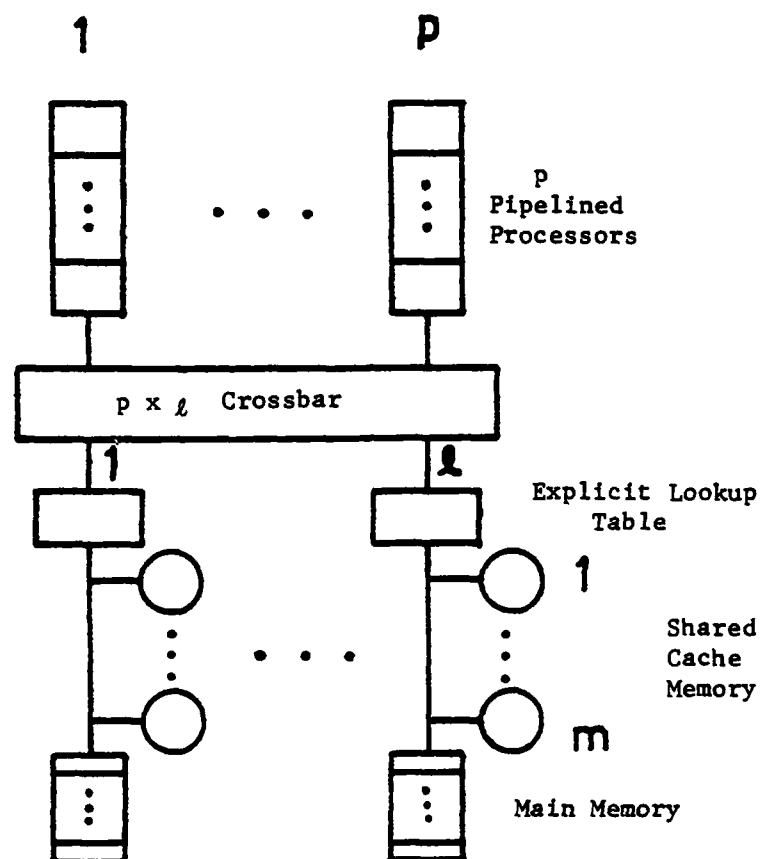 1 p
p
Pipelined
Processors
p x ℓ Crossbar
1 ℓ
Explicit Lookup
Table
1
Shared
Cache
Memory
m
Main Memory